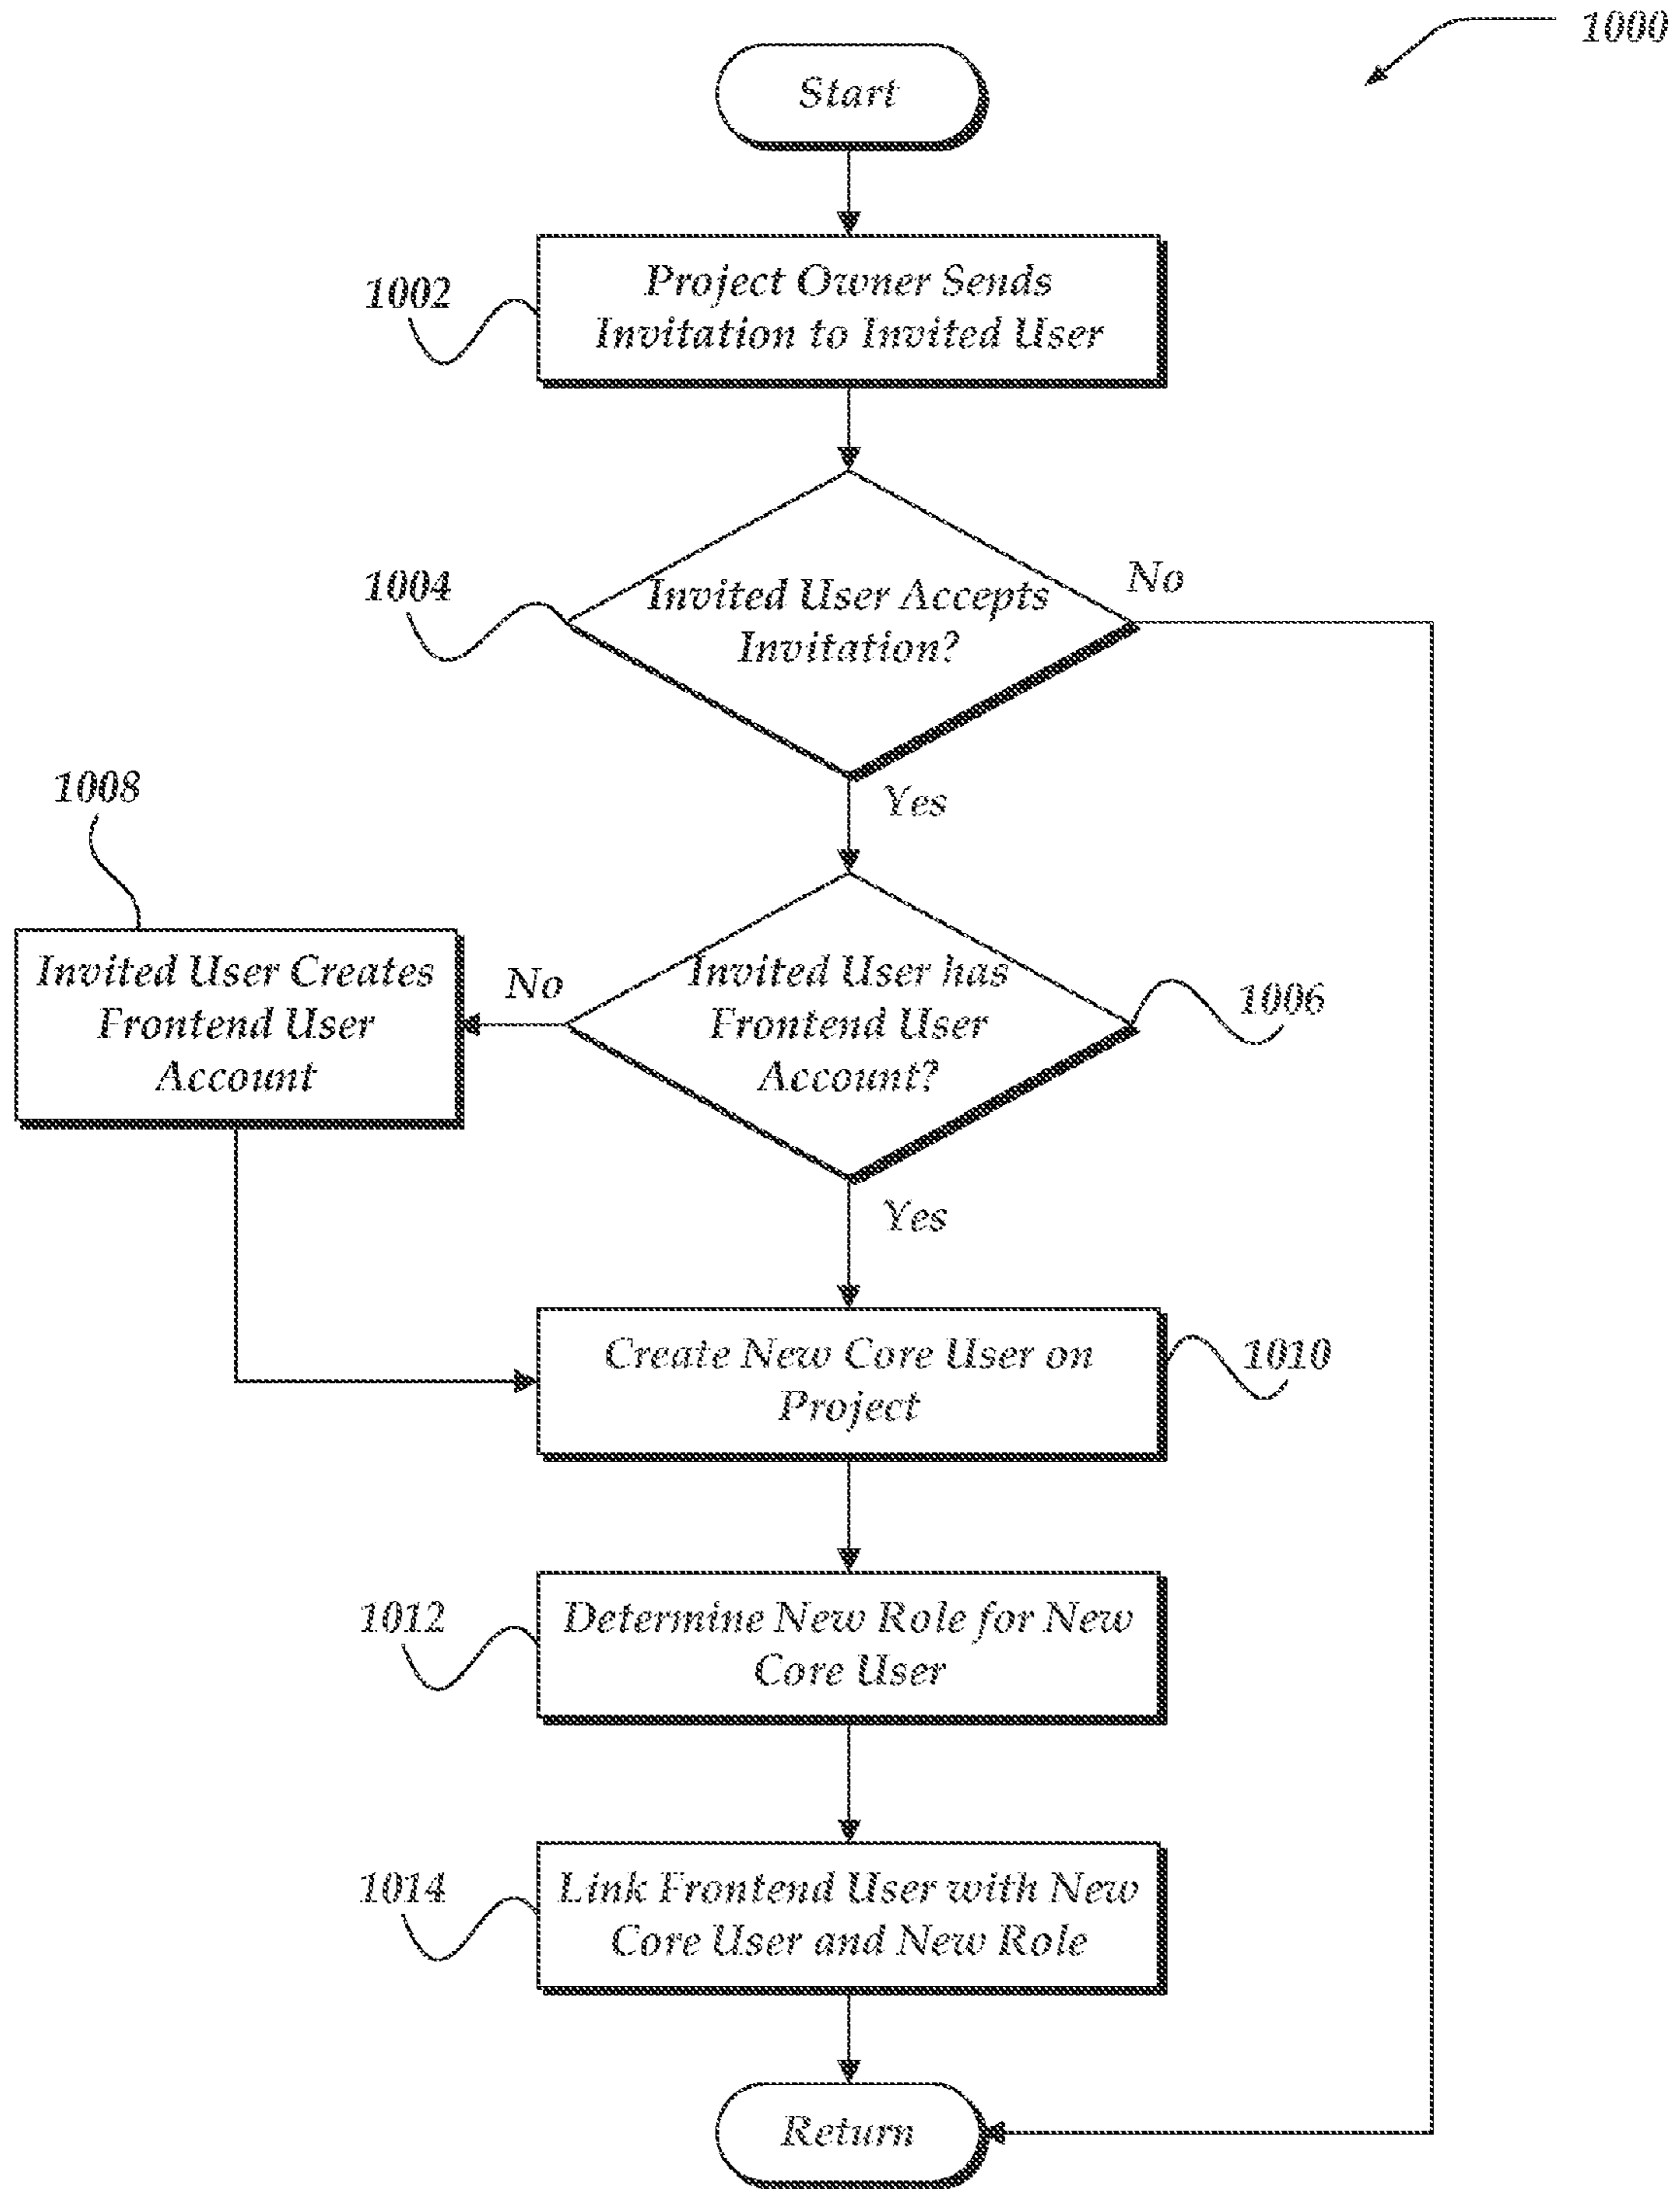 1000
Start
1002
Project Owner Sends
Invitation to Invited User
1004
Invited User Accepts
Invitation?
No
Yes
1008
Invited User Creates
Frontend User
Account
No
Invited User has
Frontend User
Account?
1006
Yes
Create New Core User on
Project
1010
1012
Determine New Role for New
Core User
1014
Link Frontend User with New
Core User and New Role
Return